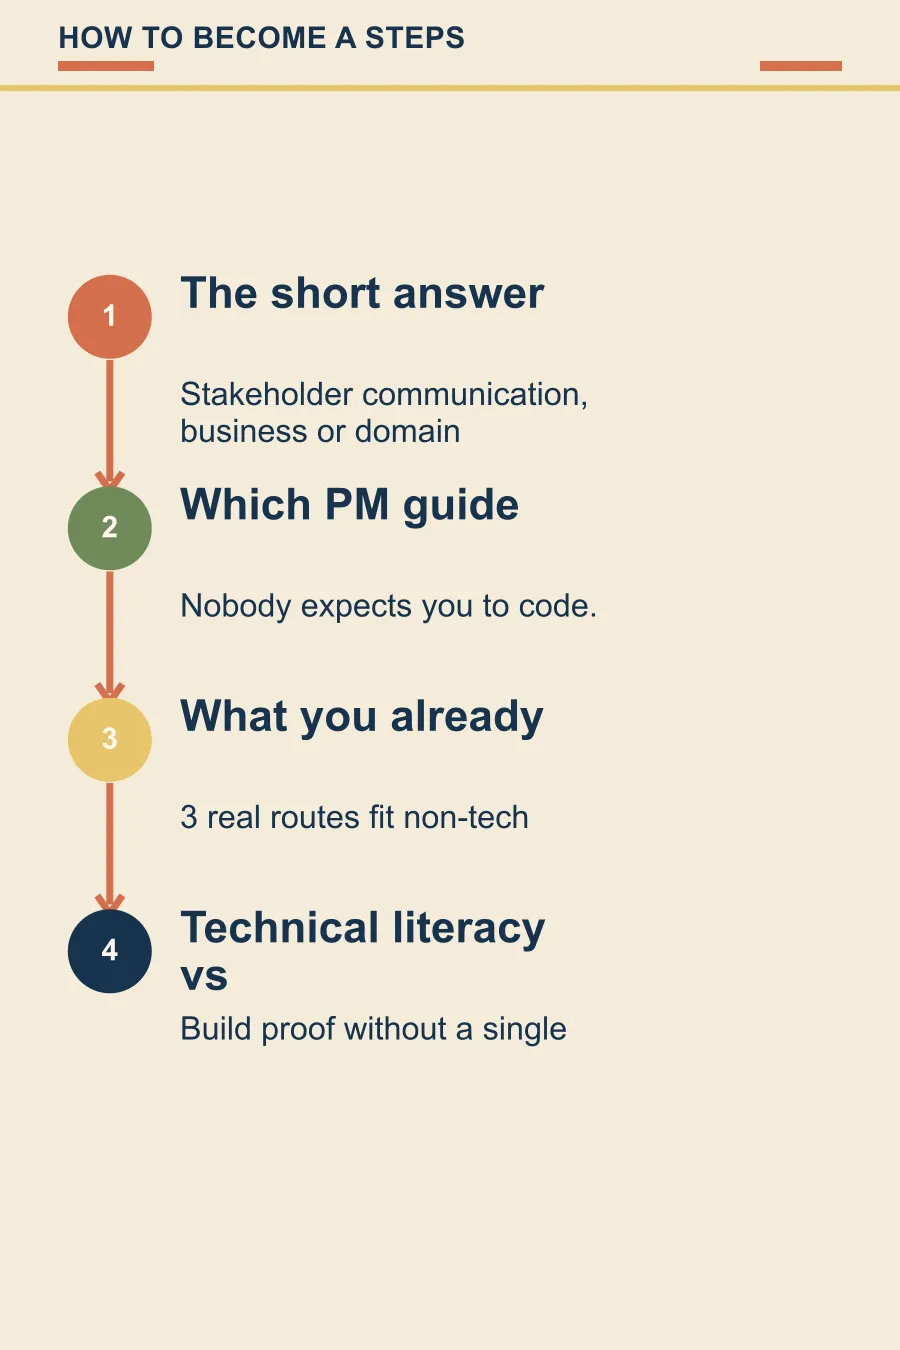 HOW TO BECOME A STEPS
1
The short answer
Stakeholder communication,
business or domain
2
Which PM guide
Nobody expects you to code.
3
What you already
3 real routes fit non-tech
4
Technical literacy
vs
Build proof without a single